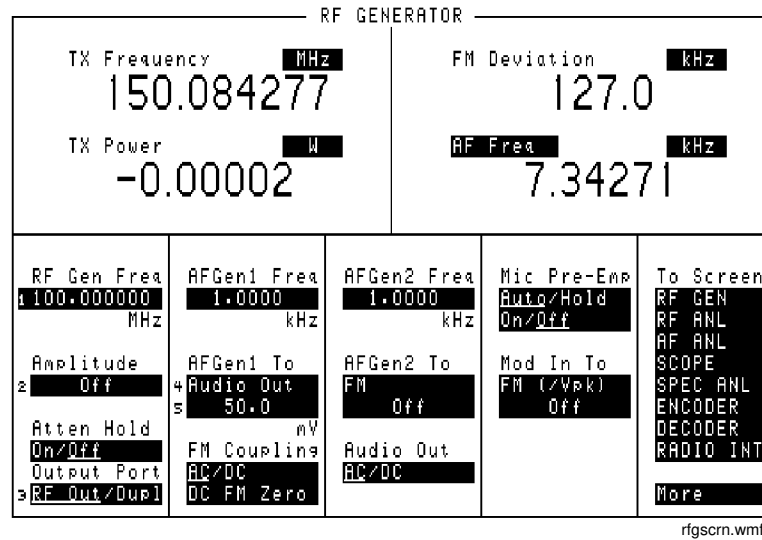 RF GENERATOR
TX Frequency MHz
150.084277
FM Deviation kHz
127.0
TX Power W
-0.00002
AF Freq kHz
7.34271
RF Gen Freq
1 100.000000
MHz
Amplitude
2 Off
Atten Hold
On/Off
Output Port
3 RF Out/Dupl
AFGen1 Freq
1.0000
kHz
AFGen1 To
4 Audio Out
5 50.0
mV
FM Coupling
AC/DC
DC FM Zero
AFGen2 Freq
1.0000
kHz
AFGen2 To
FM
Off
Audio Out
AC/DC
Mic Pre-Emp
Auto/Hold
On/Off
Mod In To
FM (/Vpk)
Off
To Screen
RF GEN
RF ANL
AF ANL
SCOPE
SPEC ANL
ENCODER
DECODER
RADIO INT
More
rfgscrn.wmf